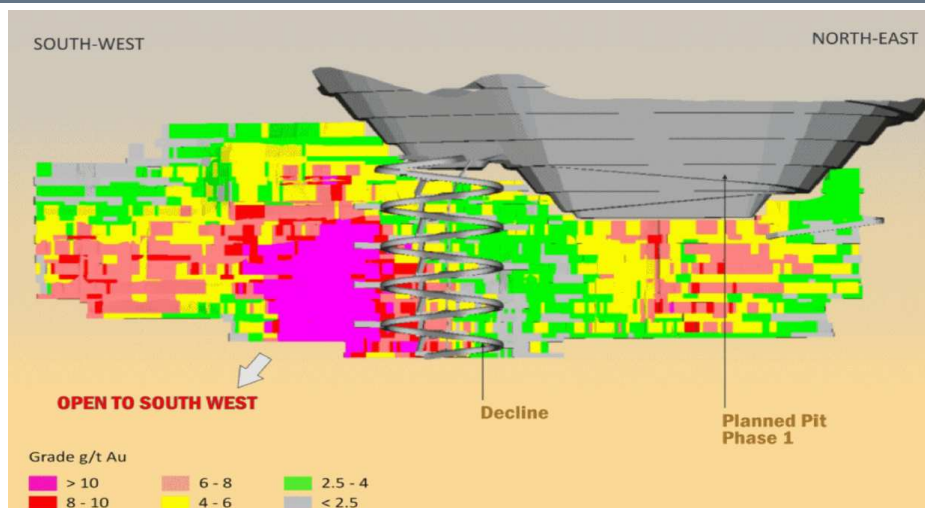 SOUTH-WEST
NORTH-EAST
OPEN TO SOUTH WEST
Decline
Planned Pit
Phase 1
Grade g/t Au
> 10
6 - 8
2.5 - 4
8 - 10
4 - 6
< 2.5